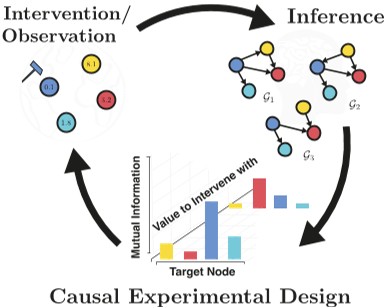 Intervention/
Observation
Inference
8.1
0.1
3.2
1.8
𝒢₁
𝒢₂
𝒢₃
Value to Intervene with
Mutual Information
Target Node
Causal Experimental Design